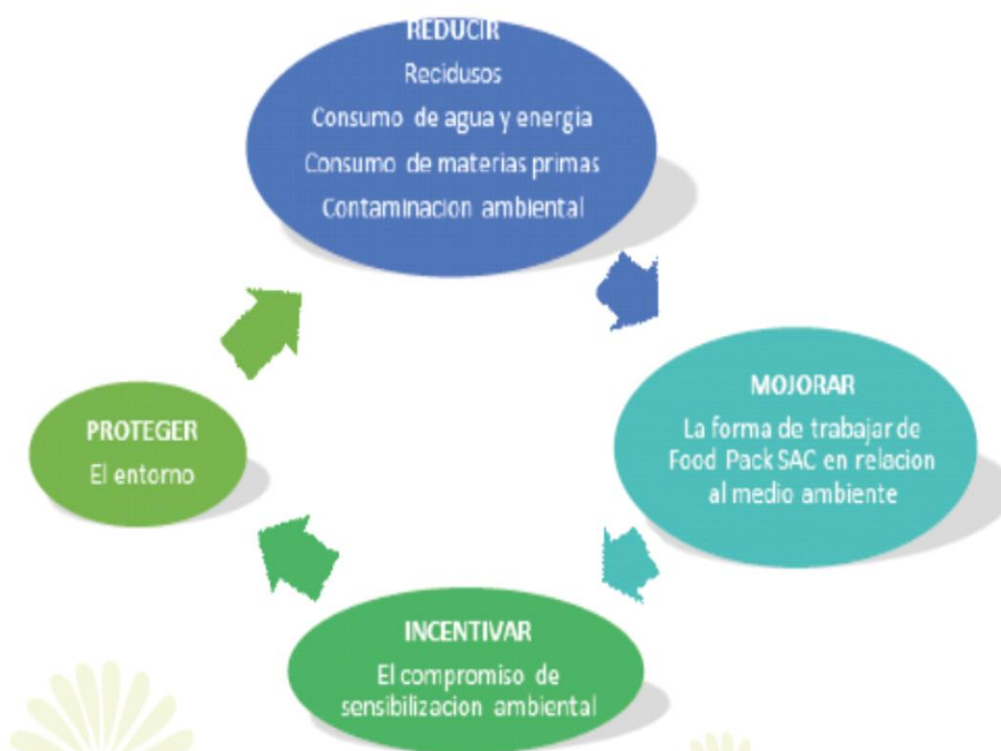 REDUCIR
Recidusos
Consumo de agua y energia
Consumo de materias primas
Contaminacion ambiental
MOJORAR
La forma de trabajar de
Food Pack SAC en relacion
al medio ambiente
INCENTIVAR
El compromiso de
sensibilizacion ambiental
PROTEGER
El entorno